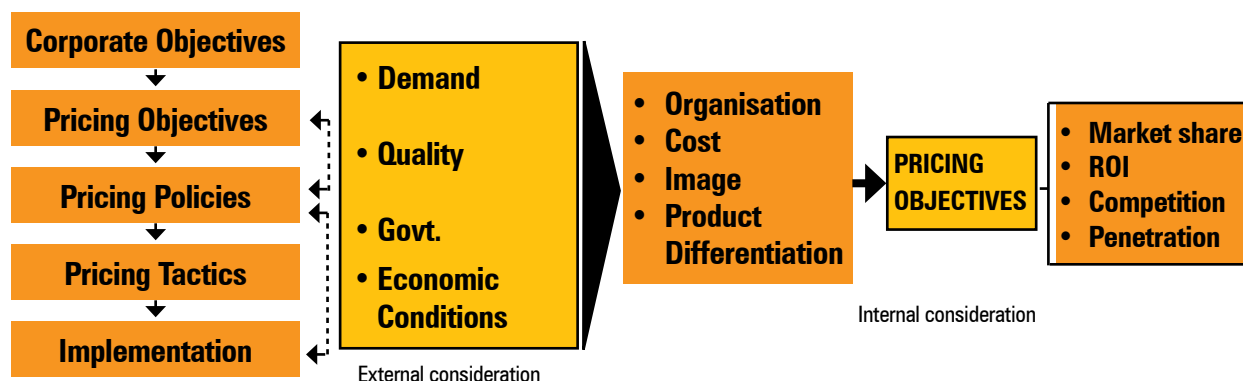 Corporate Objectives
Pricing Objectives
Pricing Policies
Pricing Tactics
Implementation
• Demand
• Quality
• Govt.
• Economic
Conditions
External consideration
• Organisation
• Cost
• Image
• Product
Differentiation
PRICING
OBJECTIVES
Internal consideration
• Market share
• ROI
• Competition
• Penetration